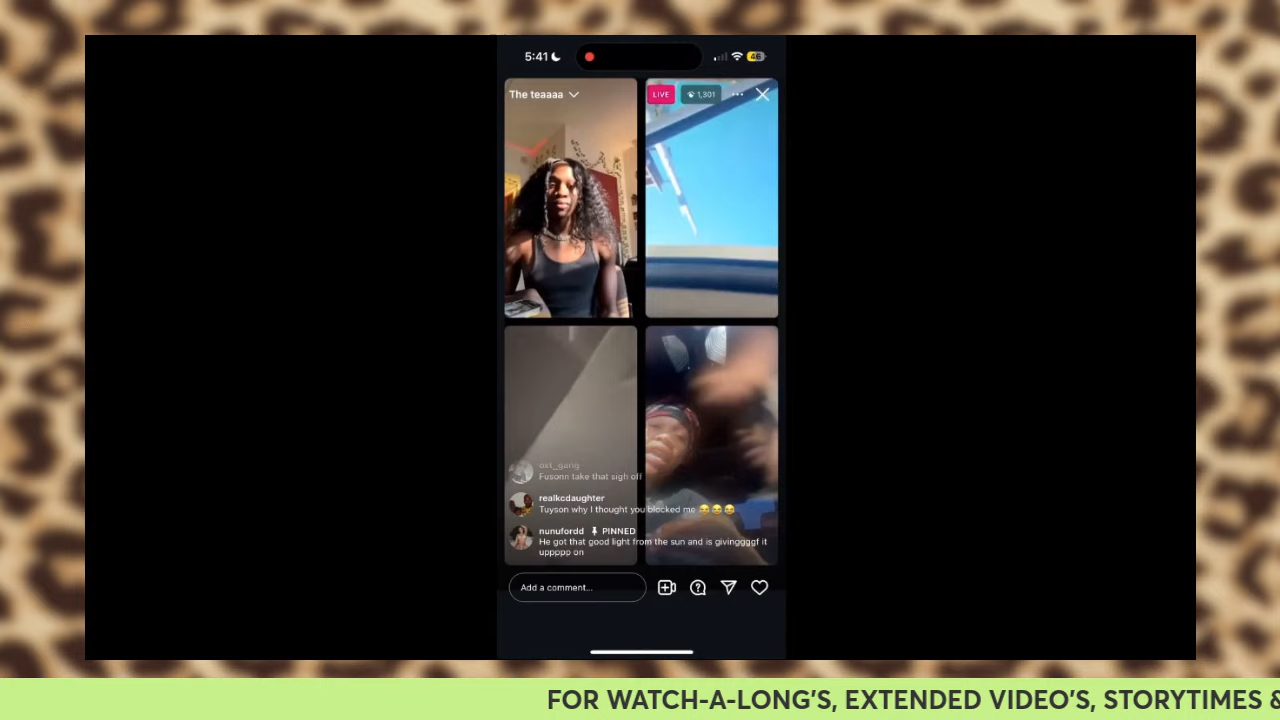 5:41
46
The teaaaa
LIVE
1,301
ost_gang
Fusonn take that sigh off
realkcdaughter
Tuyson why I thought you blocked me 😂😂😂
nunufordd PINNED
He got that good light from the sun and is givinggggf it
uppppp on
Add a comment...
FOR WATCH-A-LONG'S, EXTENDED VIDEO'S, STORYTIMES &